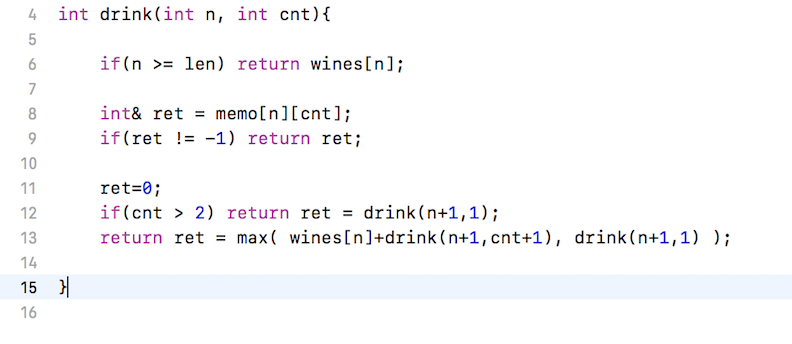 4 int drink(int n, int cnt){
5
6 if(n >= len) return wines[n];
7
8 int& ret = memo[n][cnt];
9 if(ret != -1) return ret;
10
11 ret=0;
12 if(cnt > 2) return ret = drink(n+1,1);
13 return ret = max( wines[n]+drink(n+1,cnt+1), drink(n+1,1) );
14
15 }
16